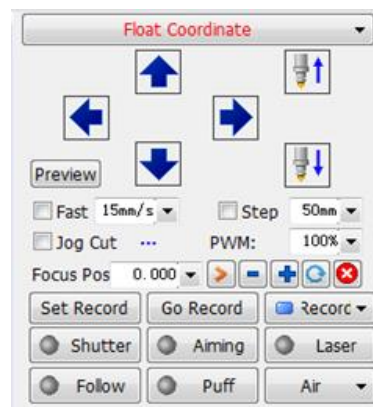 Float Coordinate
Preview
Fast 15mm/s Step 50mm
Jog Cut ... PWM: 100%
Focus Pos 0.000
Set Record Go Record Record
Shutter Aiming Laser
Follow Puff Air